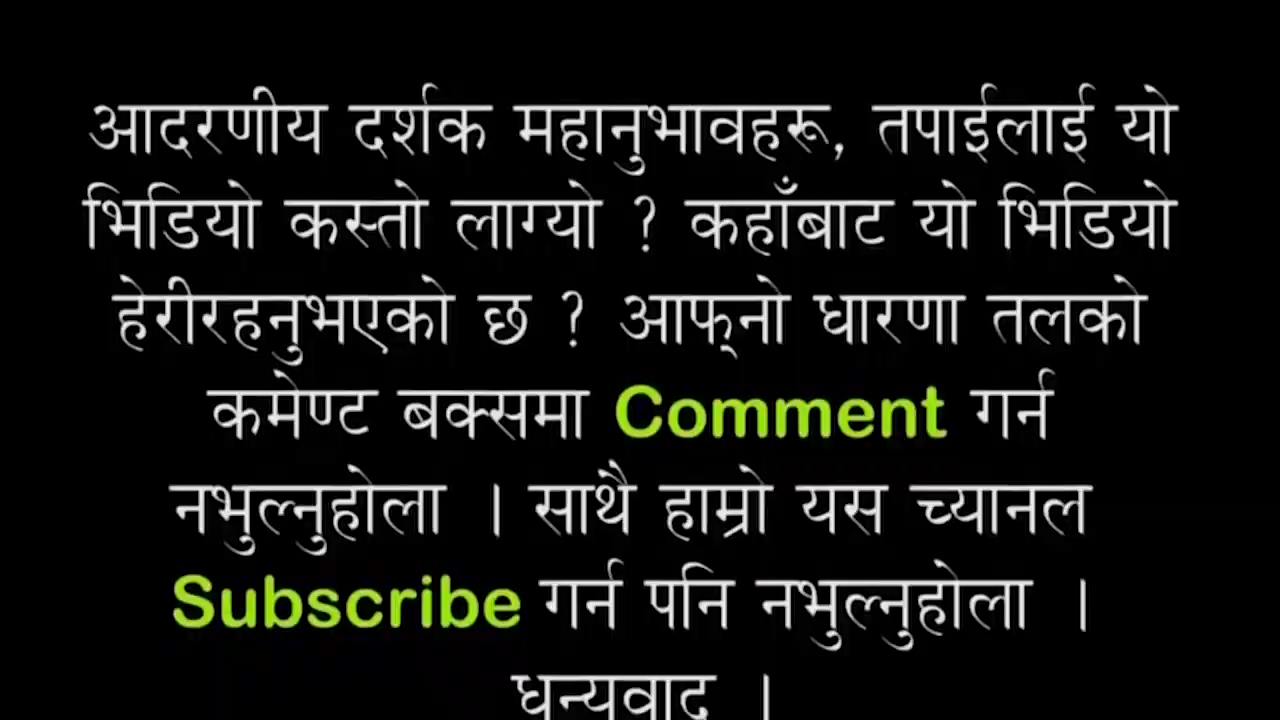 आदरणीय दर्शक महानुभावहरू, तपाईलाई यो
भिडियो कस्तो लाग्यो ? कहाँबाट यो भिडियो
हेरीरहनुभएको छ ? आफ्‌नो धारणा तलको
कमेण्ट बक्समा Comment गर्न
नभुल्नुहोला । साथै हाम्रो यस च्यानल
Subscribe गर्न पनि नभुल्नुहोला ।
धन्यवाद ।